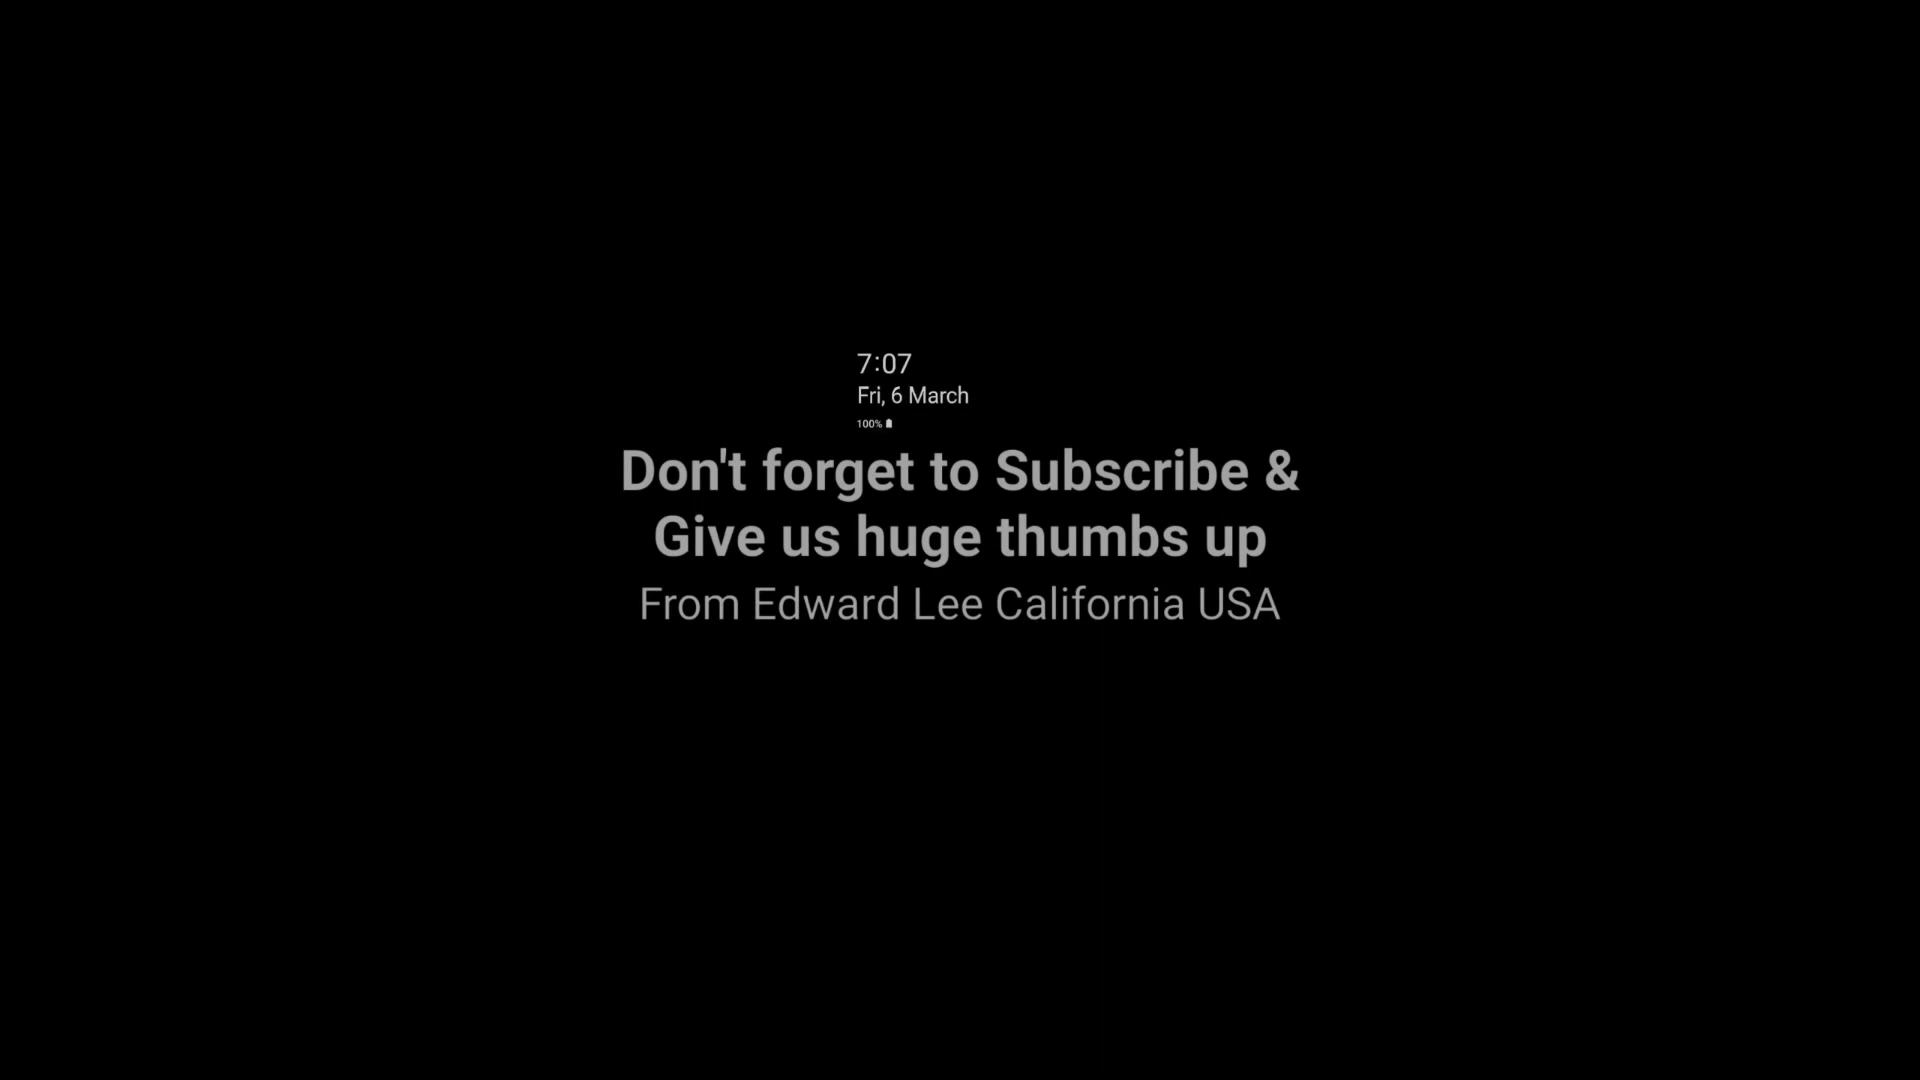 7:07
Fri, 6 March
100%
Don't forget to Subscribe &
Give us huge thumbs up
From Edward Lee California USA